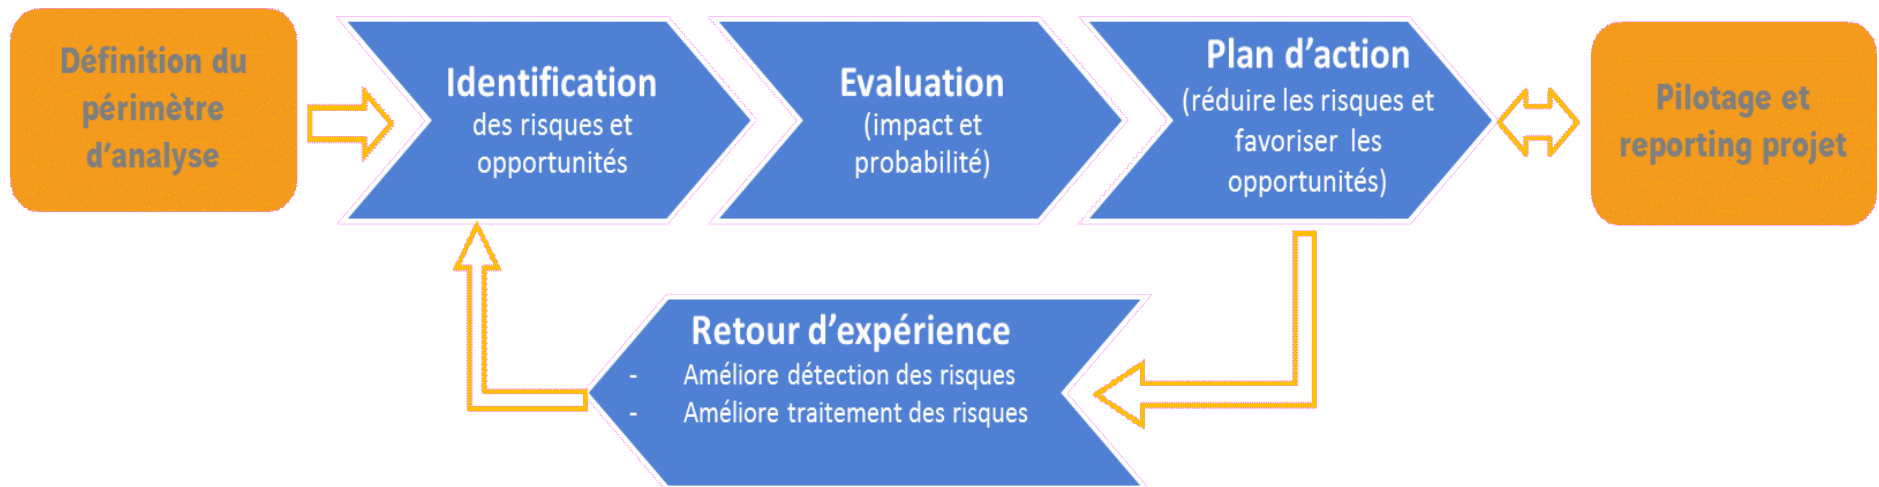 Définition du
périmètre
d’analyse
Identification
des risques et
opportunités
Evaluation
(impact et
probabilité)
Plan d’action
(réduire les risques et
favoriser les
opportunités)
Pilotage et
reporting projet
Retour d’expérience
- Améliore détection des risques
- Améliore traitement des risques